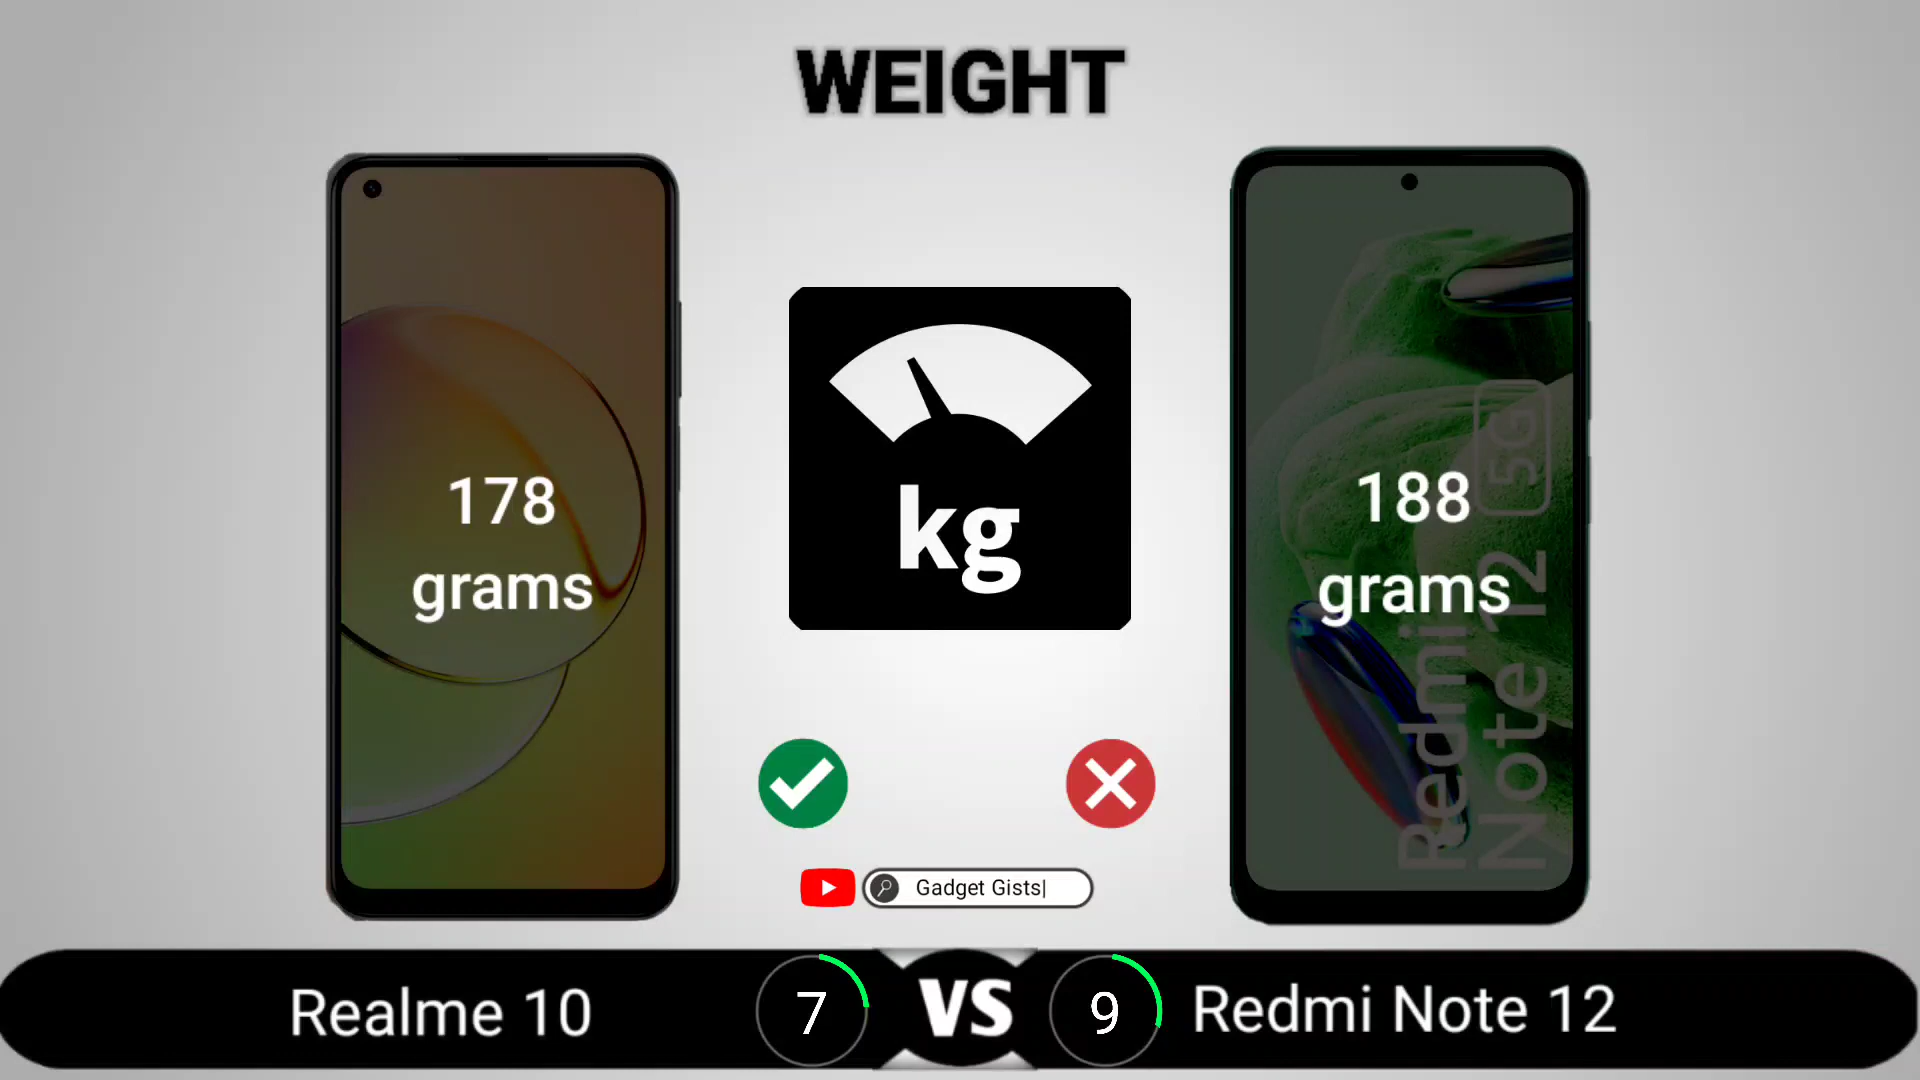 WEIGHT
178
grams
kg
188
grams
5G
Redmi
Note 12
Gadget Gists|
Realme 10
7
VS
9
Redmi Note 12